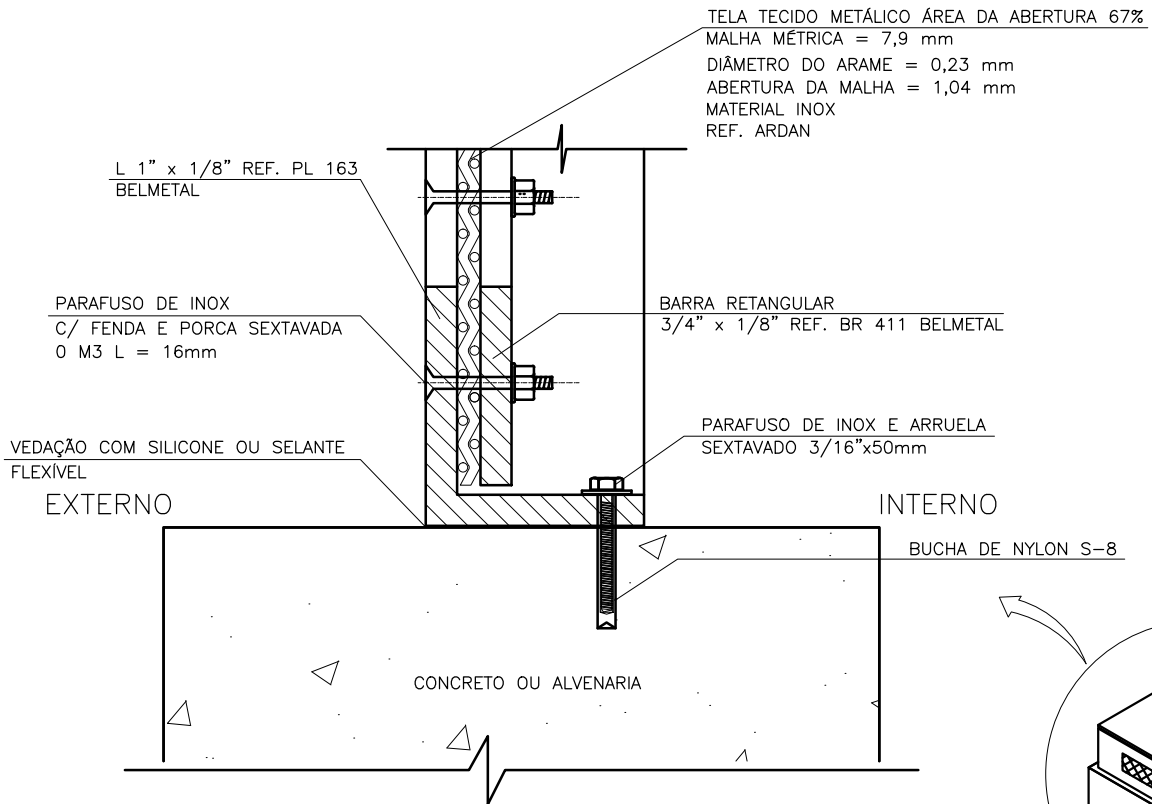 TELA TECIDO METÁLICO ÁREA DA ABERTURA 67%
MALHA MÉTRICA = 7,9 mm
DIÂMETRO DO ARAME = 0,23 mm
ABERTURA DA MALHA = 1,04 mm
MATERIAL INOX
REF. ARDAN
L 1" x 1/8" REF. PL 163
BELMETAL
PARAFUSO DE INOX
C/ FENDA E PORCA SEXTAVADA
0 M3 L = 16mm
BARRA RETANGULAR
3/4" x 1/8" REF. BR 411 BELMETAL
VEDAÇÃO COM SILICONE OU SELANTE
FLEXÍVEL
PARAFUSO DE INOX E ARRUELA
SEXTAVADO 3/16"x50mm
EXTERNO
INTERNO
BUCHA DE NYLON S-8
CONCRETO OU ALVENARIA